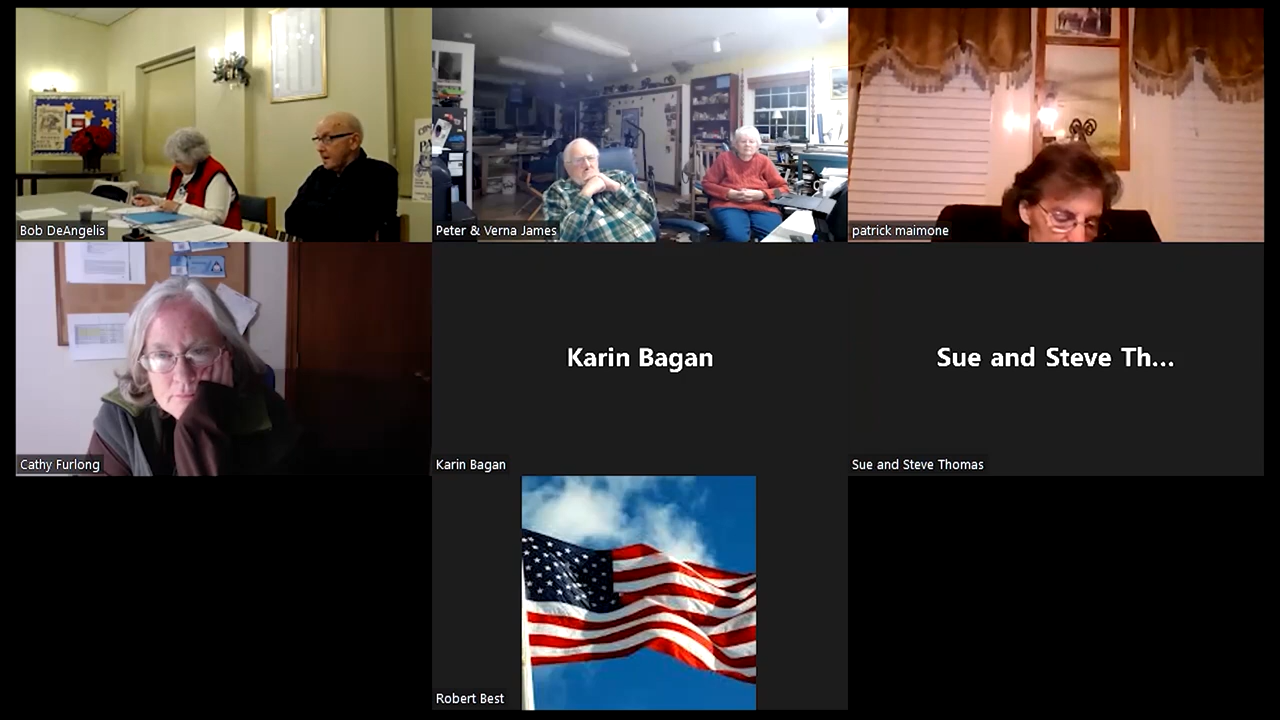 Bob DeAngelis
Peter & Verna James
patrick maimone
Cathy Furlong
Karin Bagan
Karin Bagan
Sue and Steve Th...
Sue and Steve Thomas
Robert Best